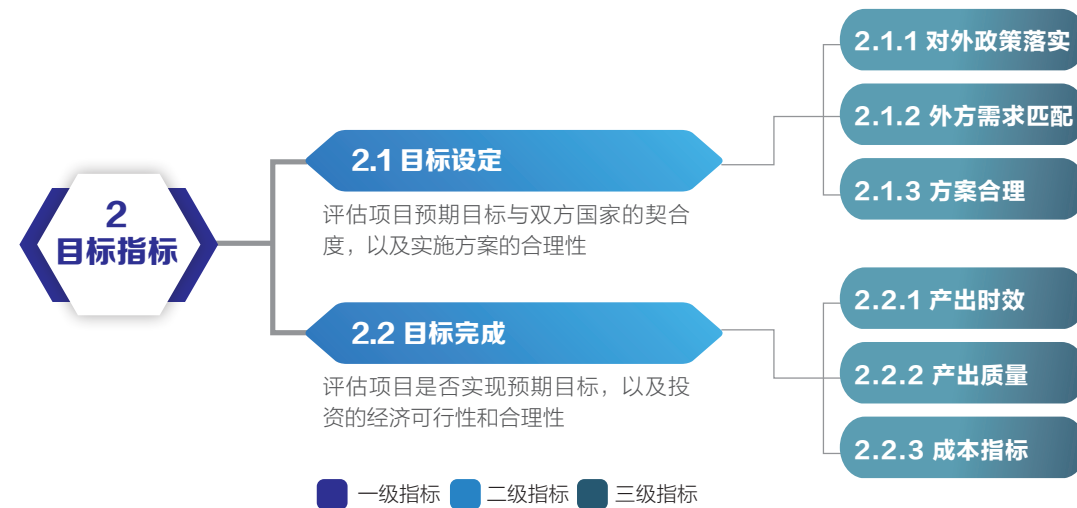 2
目标指标
2.1 目标设定
评估项目预期目标与双方国家的契合
度，以及实施方案的合理性
2.1.1 对外政策落实
2.1.2 外方需求匹配
2.1.3 方案合理
2.2 目标完成
评估项目是否实现预期目标，以及投
资的经济可行性和合理性
2.2.1 产出时效
2.2.2 产出质量
2.2.3 成本指标
一级指标 二级指标 三级指标